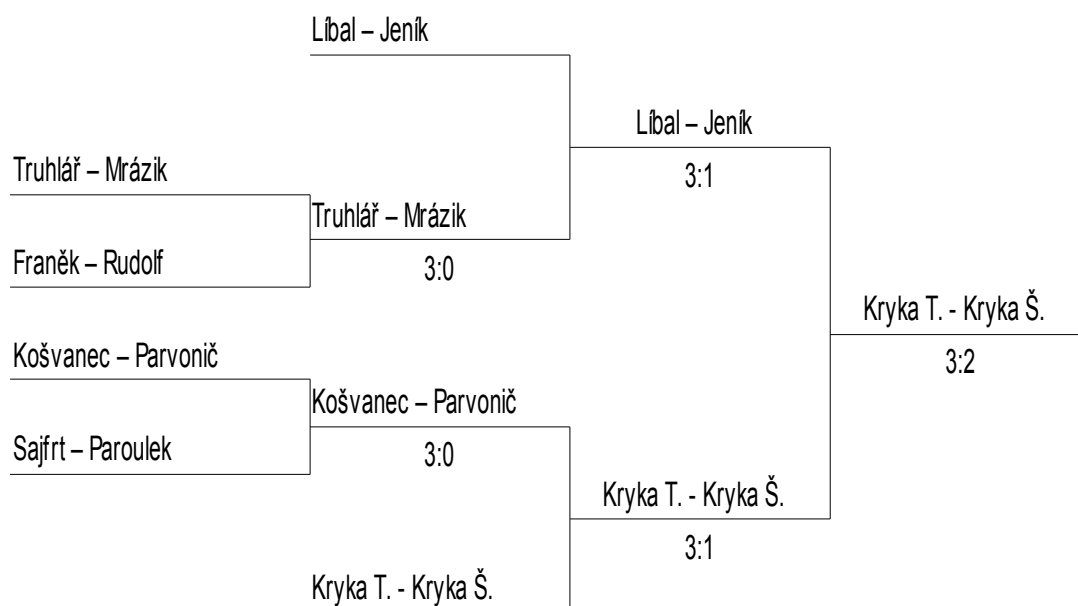 Líbal – Jeník
Líbal – Jeník
3:1
Truhlář – Mrázik
Truhlář – Mrázik
3:0
Franěk – Rudolf
Kryka T. - Kryka Š.
3:2
Košvanec – Parvonič
Košvanec – Parvonič
3:0
Sajfrt – Paroulek
Kryka T. - Kryka Š.
3:1
Kryka T. - Kryka Š.